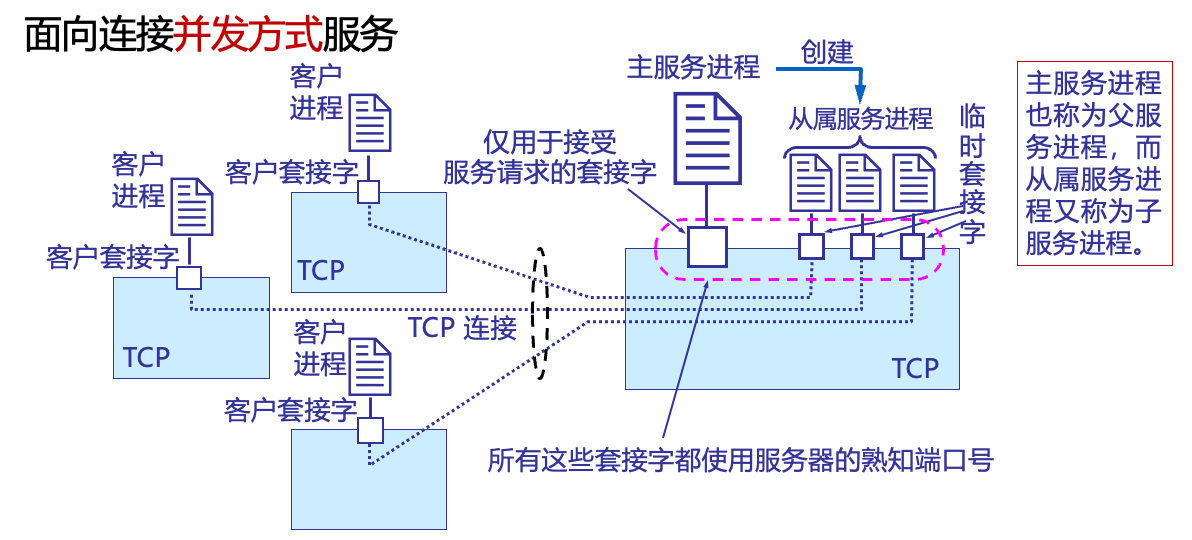 面向连接并发方式服务
客户
进程
客户套接字
TCP
客户
进程
客户套接字
TCP
客户
进程
客户套接字
TCP 连接
主服务进程
创建
从属服务进程
仅用于接受
服务请求的套接字
临
时
套
接
字
TCP
所有这些套接字都使用服务器的熟知端口号
主服务进程
也称为父服
务进程，而
从属服务进
程又称为子
服务进程。